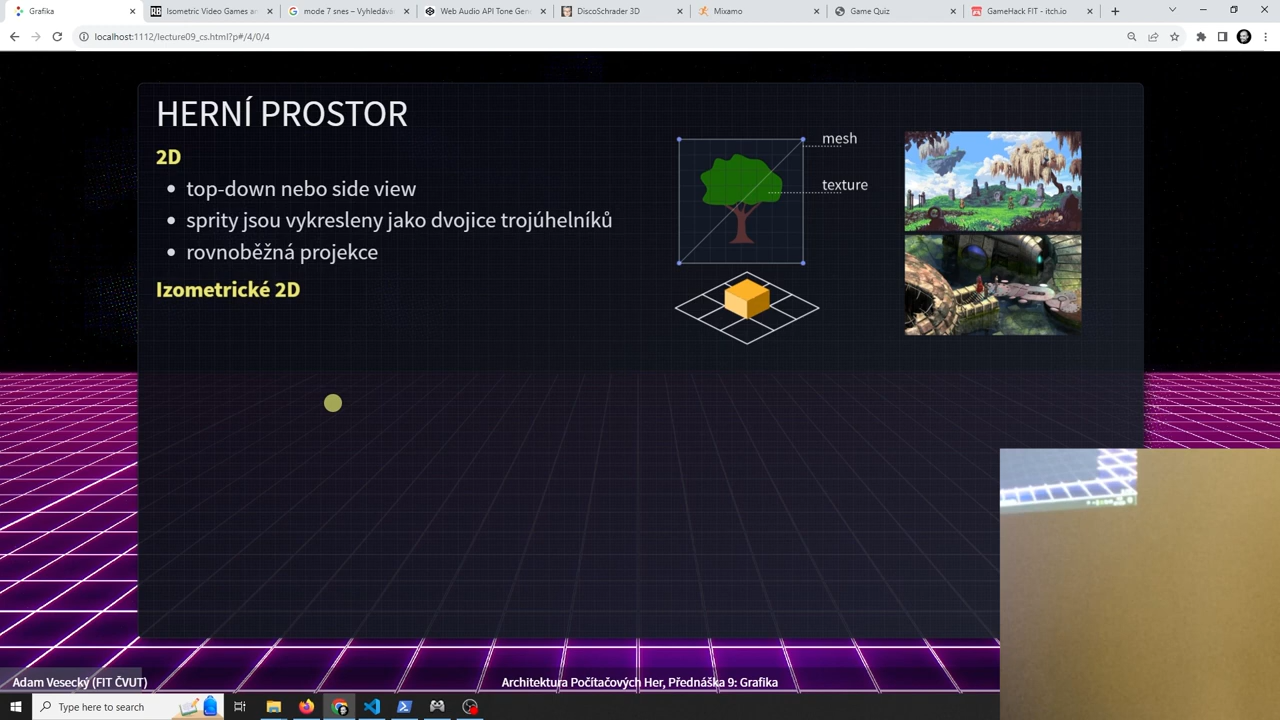 Grafika
Isometric Video Games ar
mode 7 snes – Vyhledává
Web Audio API Tone Gen
DiscoSchrader 3D
Mixamo
Game Quiz
GameHack FIT - itch.io
localhost:1112/lecture09_cs.html?p#/4/0/4
HERNÍ PROSTOR
2D
top-down nebo side view
sprity jsou vykresleny jako dvojice trojúhelníků
rovnoběžná projekce
Izometrické 2D
mesh
texture
Adam Vesecký (FIT ČVUT)
Architektura Počítačových Her, Přednáška 9: Grafika
Type here to search